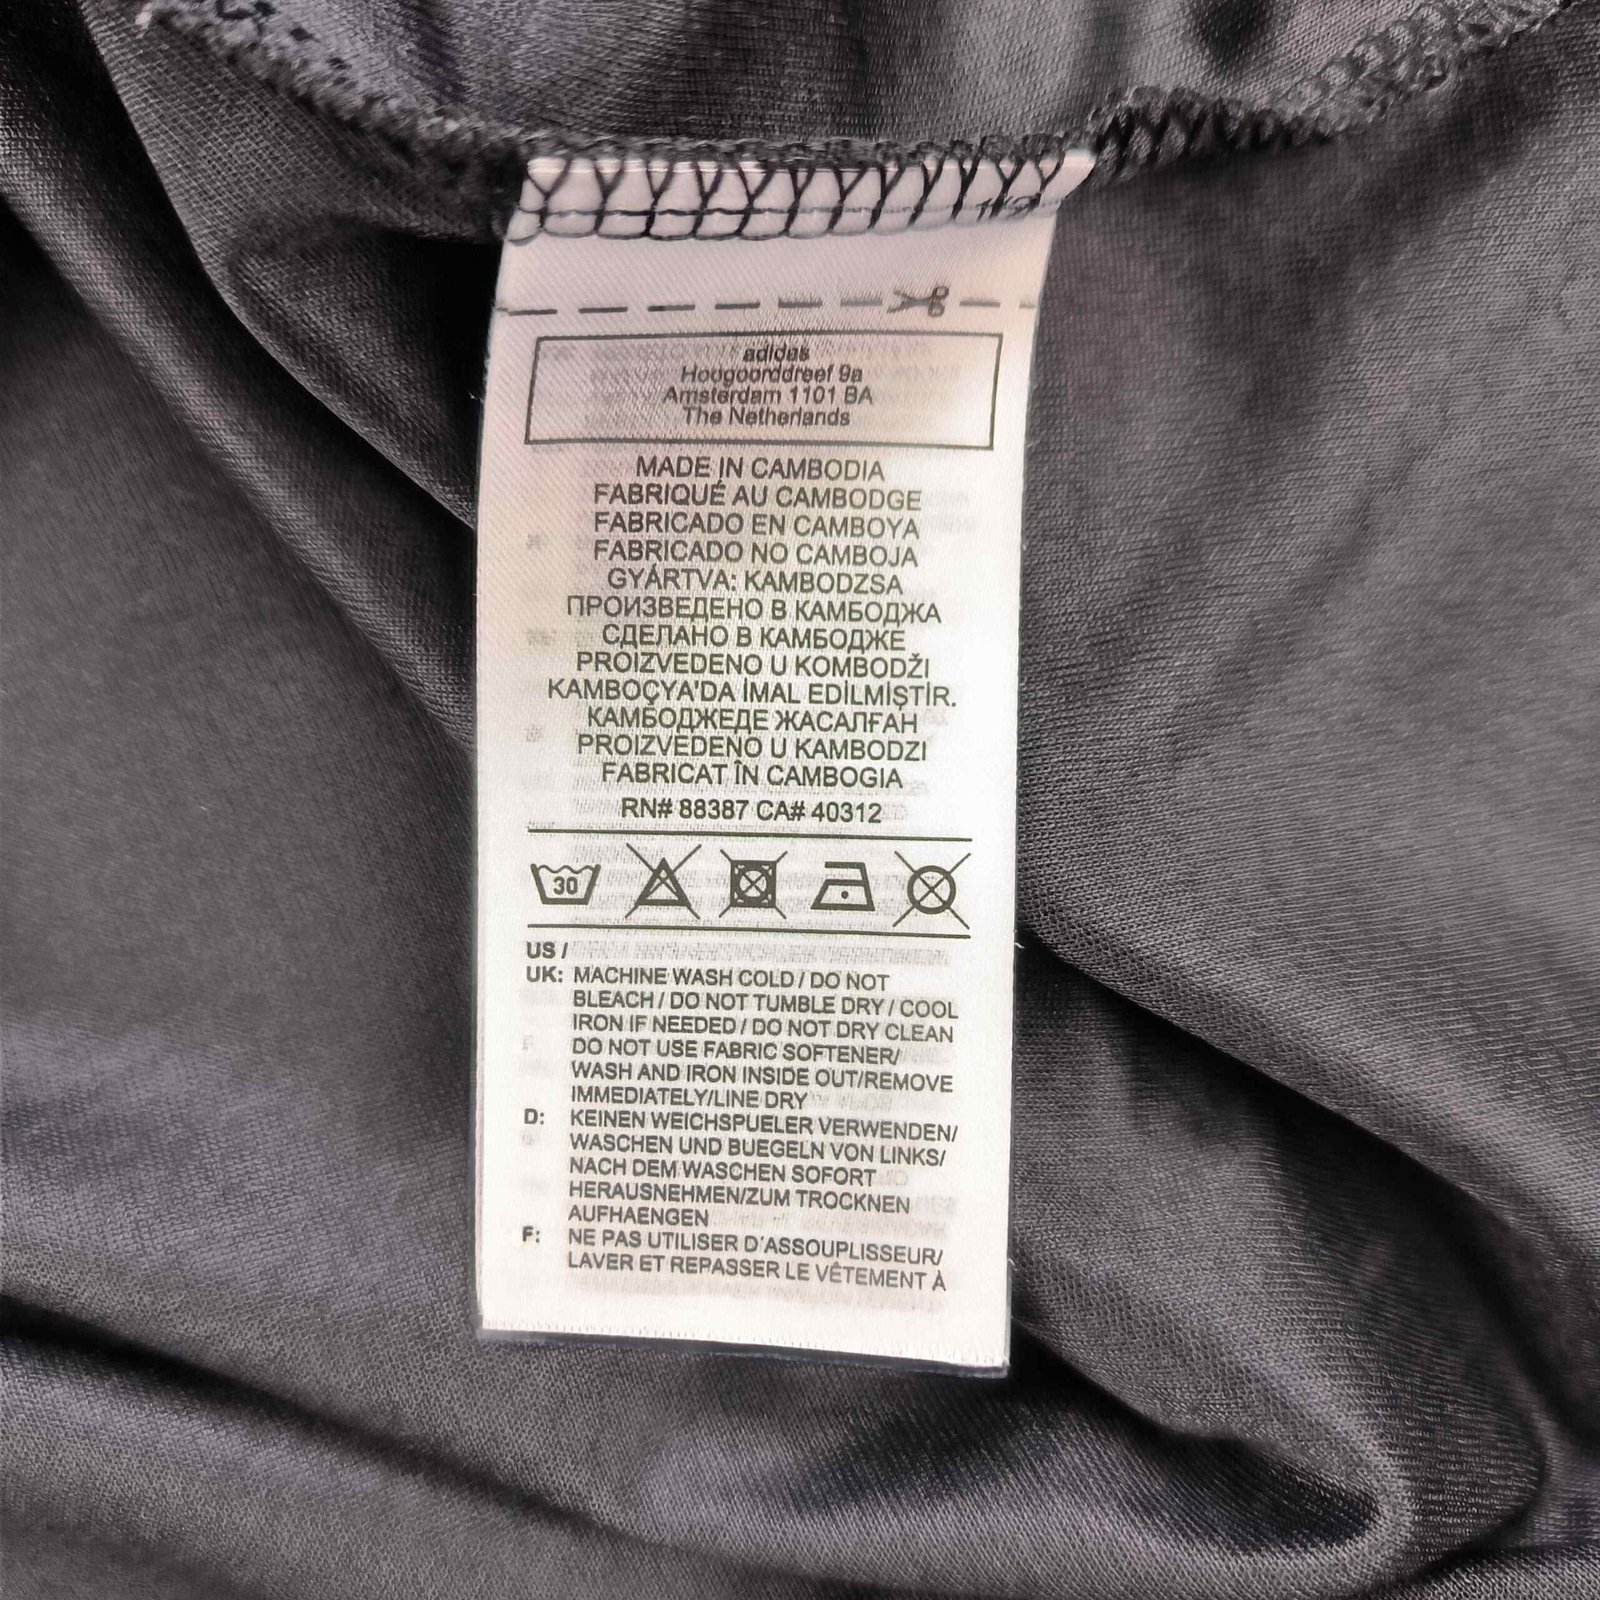 adidas
Hoogoorddreef 9a
Amsterdam 1101 BA
The Netherlands
MADE IN CAMBODIA
FABRIQUÉ AU CAMBODGE
FABRICADO EN CAMBOYA
FABRICADO NO CAMBOJA
GYÁRTVA: KAMBODZSA
ПРОИЗВЕДЕНО В КАМБОДЖА
СДЕЛАНО В КАМБОДЖЕ
PROIZVEDENO U KOMBODŽI
KAMBOÇYA'DA İMAL EDİLMİŞTİR.
КАМБОДЖЕДЕ ЖАСАЛҒАН
PROIZVEDENO U KAMBODZI
FABRICAT ÎN CAMBOGIA
RN# 88387 CA# 40312
30
US /
UK: MACHINE WASH COLD / DO NOT
BLEACH / DO NOT TUMBLE DRY / COOL
IRON IF NEEDED / DO NOT DRY CLEAN
DO NOT USE FABRIC SOFTENER/
WASH AND IRON INSIDE OUT/REMOVE
IMMEDIATELY/LINE DRY
D: KEINEN WEICHSPUELER VERWENDEN/
WASCHEN UND BUEGELN VON LINKS/
NACH DEM WASCHEN SOFORT
HERAUSNEHMEN/ZUM TROCKNEN
AUFHAENGEN
F: NE PAS UTILISER D'ASSOUPLISSEUR/
LAVER ET REPASSER LE VÊTEMENT À